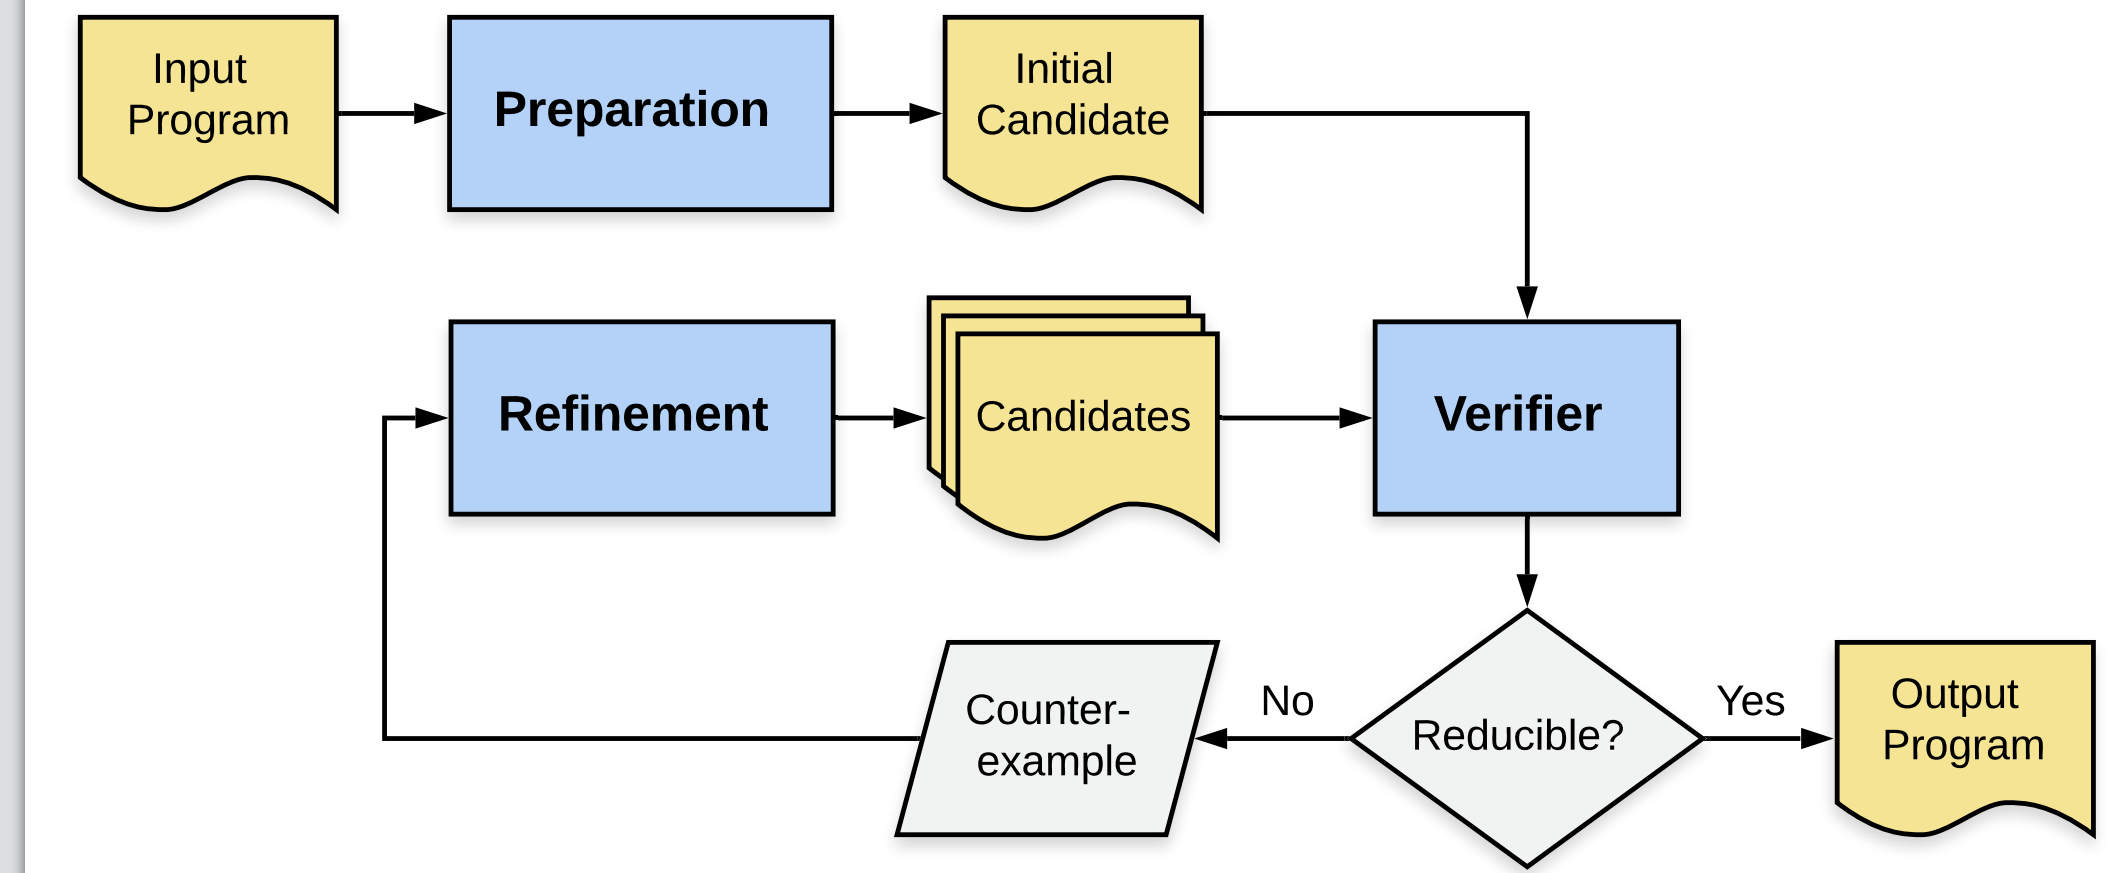 Input
Program
Preparation
Initial
Candidate
Refinement
Candidates
Verifier
Counter-
example
No
Reducible?
Yes
Output
Program